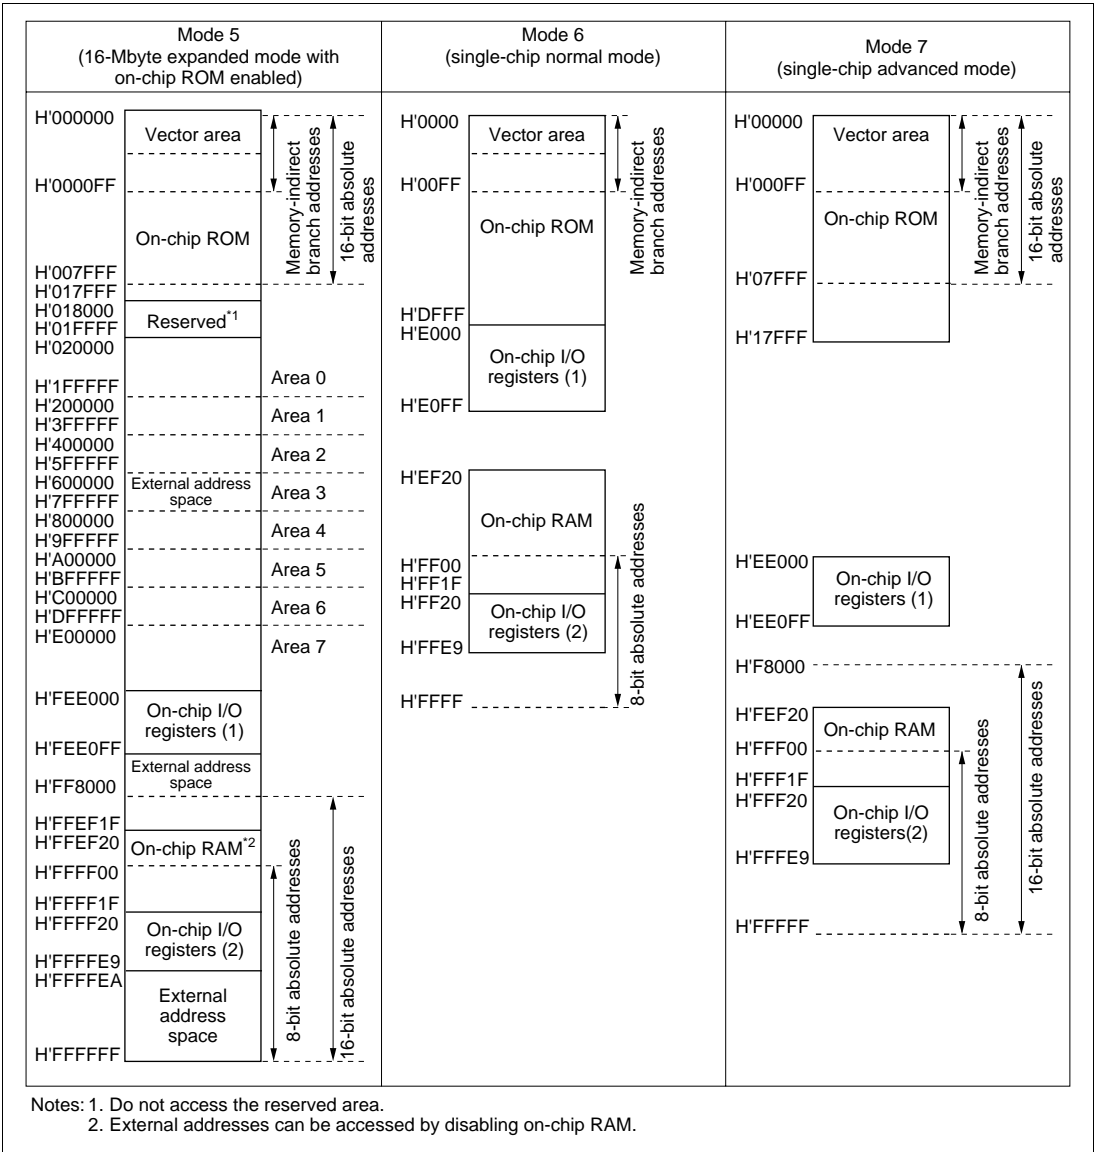 Mode 5
(16-Mbyte expanded mode with
on-chip ROM enabled)
H'000000
Vector area
H'0000FF
On-chip ROM
H'007FFF
H'017FFF
H'018000
Reserved*1
H'01FFFF
H'020000
Memory-indirect
branch addresses
16-bit absolute
addresses
Area 0
H'1FFFFF
H'200000
Area 1
H'3FFFFF
H'400000
Area 2
H'5FFFFF
H'600000
External address
space
Area 3
H'7FFFFF
H'800000
Area 4
H'9FFFFF
H'A00000
Area 5
H'BFFFFF
H'C00000
Area 6
H'DFFFFF
H'E00000
Area 7
H'FEE000
On-chip I/O
registers (1)
H'FEE0FF
External address
space
H'FF8000
H'FFEF1F
H'FFEF20
On-chip RAM*2
H'FFFF00
H'FFFF1F
H'FFFF20
On-chip I/O
registers (2)
H'FFFFE9
H'FFFFEA
External
address
space
H'FFFFFF
8-bit absolute addresses
16-bit absolute addresses
Mode 6
(single-chip normal mode)
H'0000
Vector area
H'00FF
On-chip ROM
Memory-indirect
branch addresses
H'DFFF
H'E000
On-chip I/O
registers (1)
H'E0FF
H'EF20
On-chip RAM
H'FF00
H'FF1F
H'FF20
On-chip I/O
registers (2)
H'FFE9
H'FFFF
8-bit absolute addresses
Mode 7
(single-chip advanced mode)
H'00000
Vector area
H'000FF
On-chip ROM
H'07FFF
H'17FFF
Memory-indirect
branch addresses
16-bit absolute
addresses
H'EE000
On-chip I/O
registers (1)
H'EE0FF
H'F8000
H'FEF20
On-chip RAM
H'FFF00
H'FFF1F
H'FFF20
On-chip I/O
registers(2)
H'FFFE9
H'FFFFF
8-bit absolute addresses
16-bit absolute addresses
Notes: 1. Do not access the reserved area.
2. External addresses can be accessed by disabling on-chip RAM.